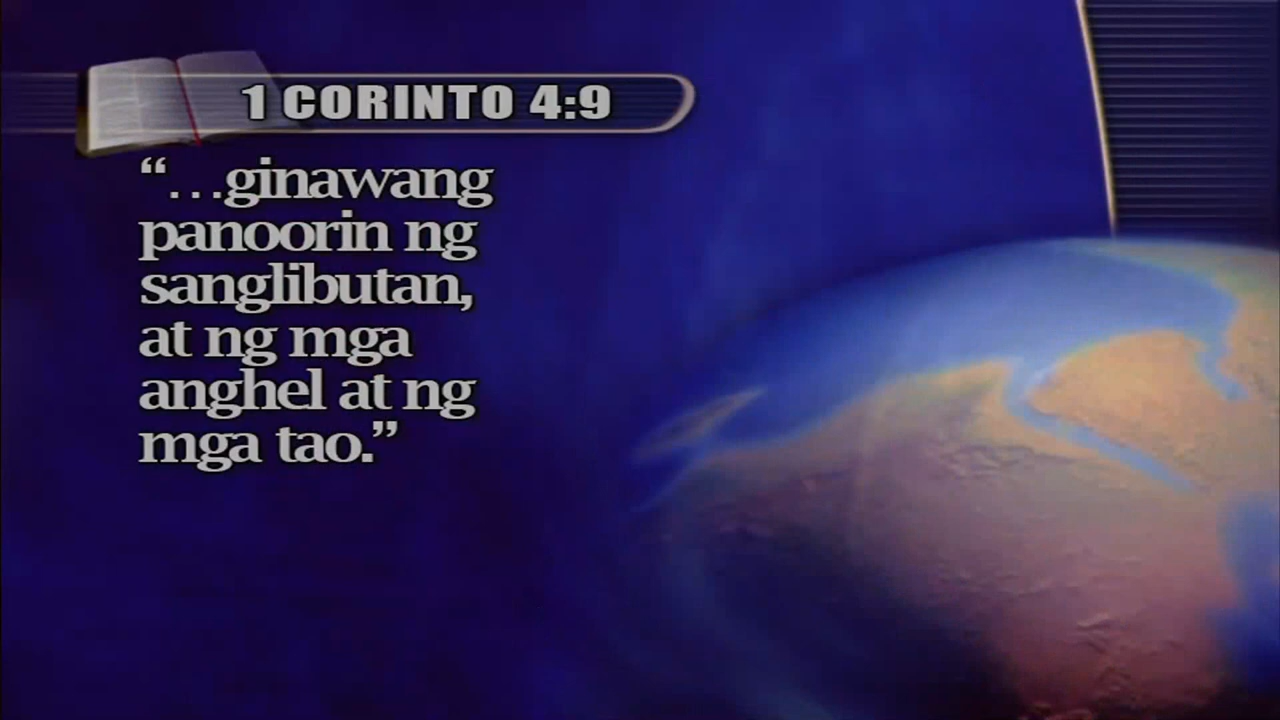 1 CORINTO 4:9
“...ginawang
panoorin ng
sanglibutan,
at ng mga
anghel at ng
mga tao.”